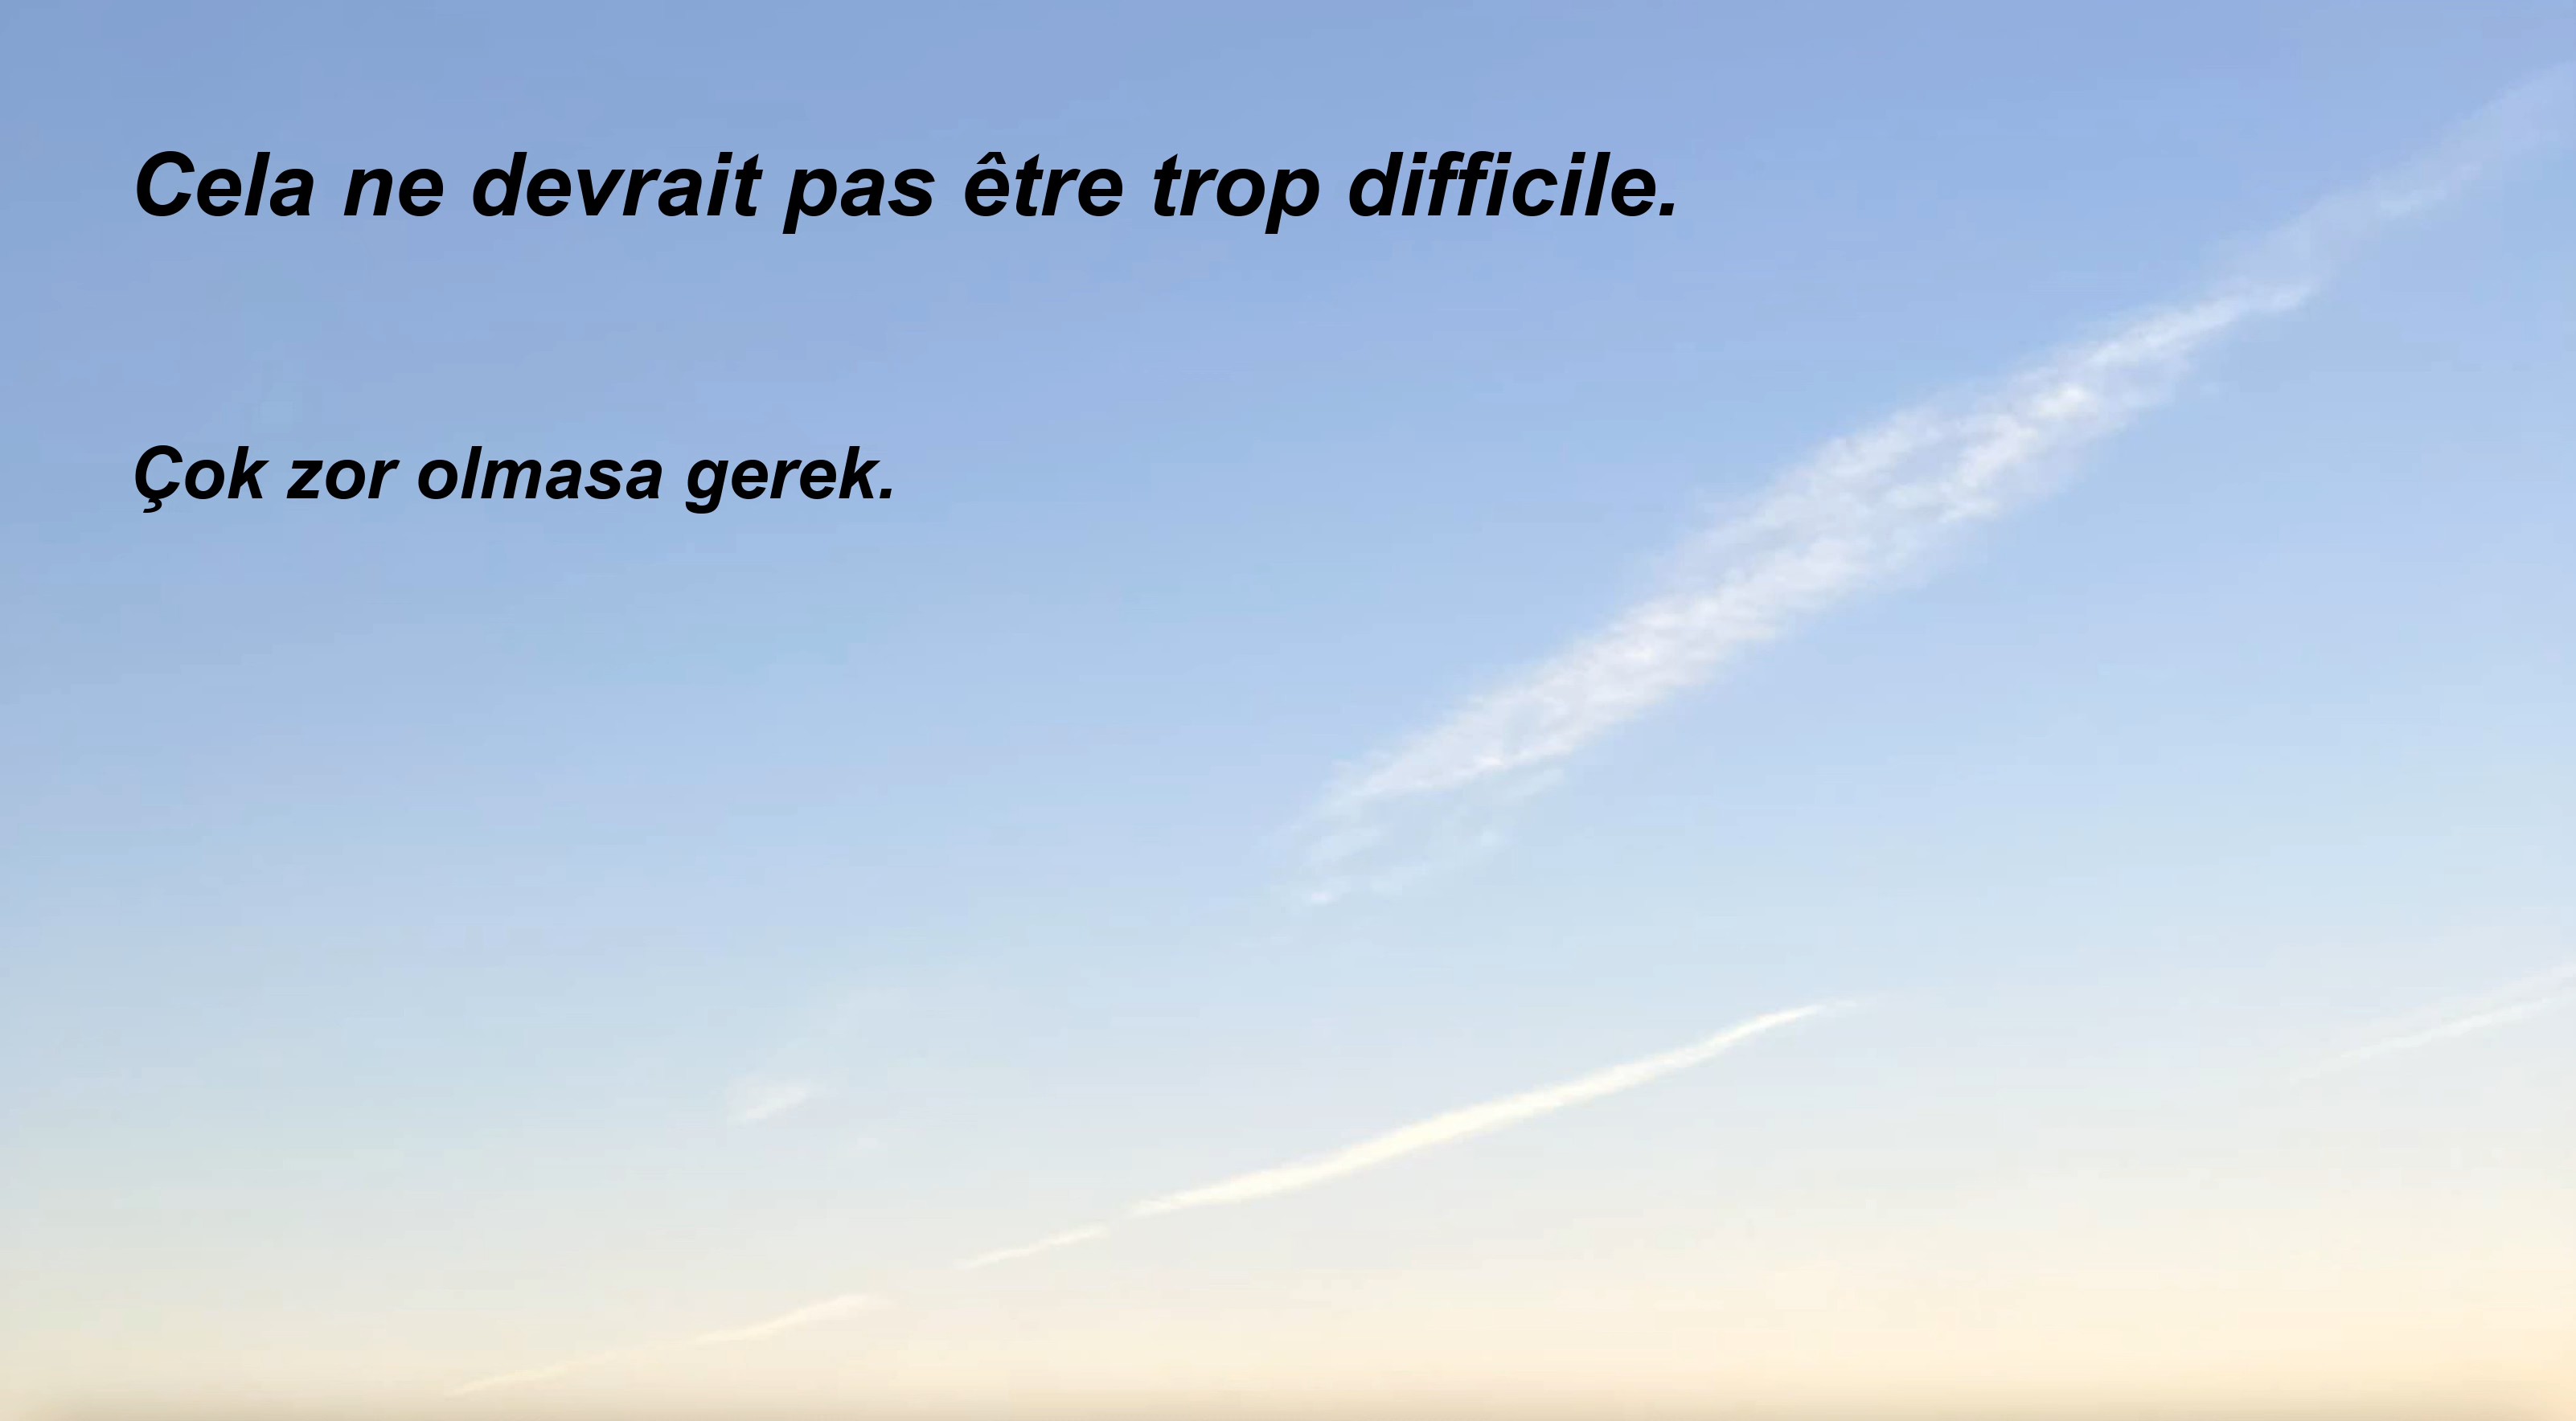 Cela ne devrait pas être trop difficile.
Çok zor olmasa gerek.